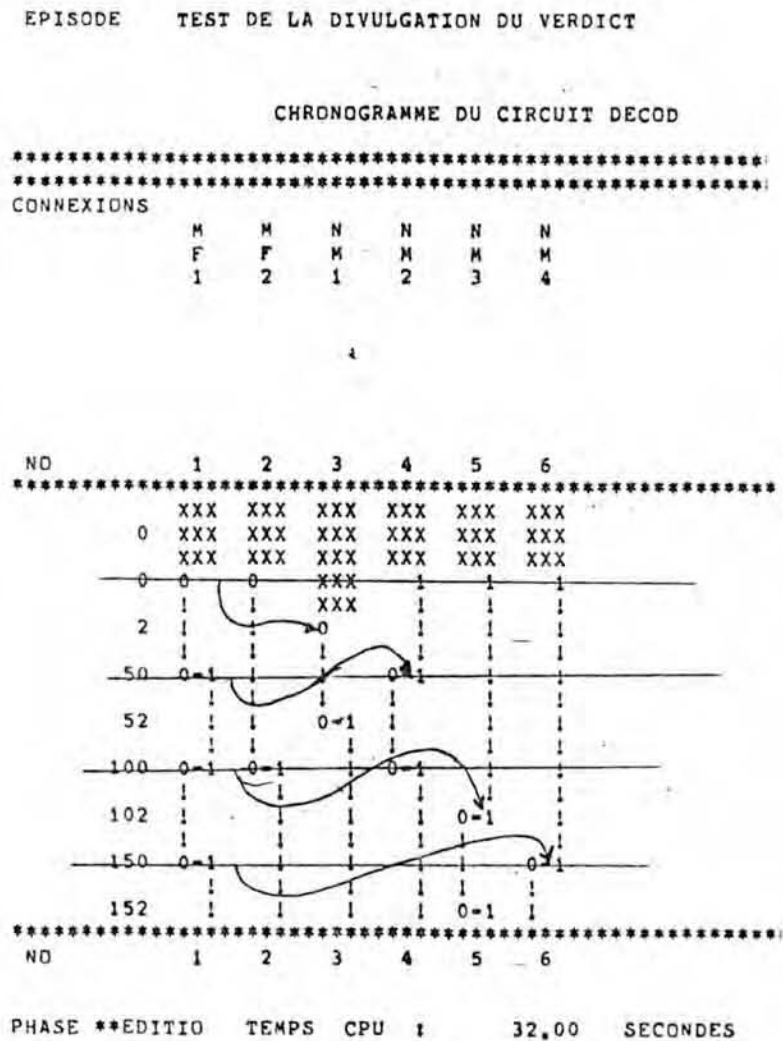 EPISODE TEST DE LA DIVULGATION DU VERDICT
CHRONOGRAMME DU CIRCUIT DECOD
******************************************************
******************************************************
CONNEXIONS
M M N N N N
F F M M M M
1 2 1 2 3 4
NO 1 2 3 4 5 6
******************************************************
XXX XXX XXX XXX XXX XXX
0 XXX XXX XXX XXX XXX XXX
XXX XXX XXX XXX XXX XXX
0 0 0 XXX 1 1 1
! ! XXX ! ! !
2 ! ! 0 ! ! !
! ! ! ! ! !
50 0-1 ! ! 0-1 ! !
! ! ! ! ! !
52 ! ! 0-1 ! ! !
! ! ! ! ! !
100 0-1 0-1 ! 0-1 ! !
! ! ! ! ! !
102 ! ! ! ! 0-1 !
! ! ! ! ! !
150 0-1 ! ! ! ! 0-1
! ! ! ! ! !
152 ! ! ! ! 0-1 !
******************************************************
NO 1 2 3 4 5 6
PHASE **EDITIO TEMPS CPU : 32,00 SECONDES